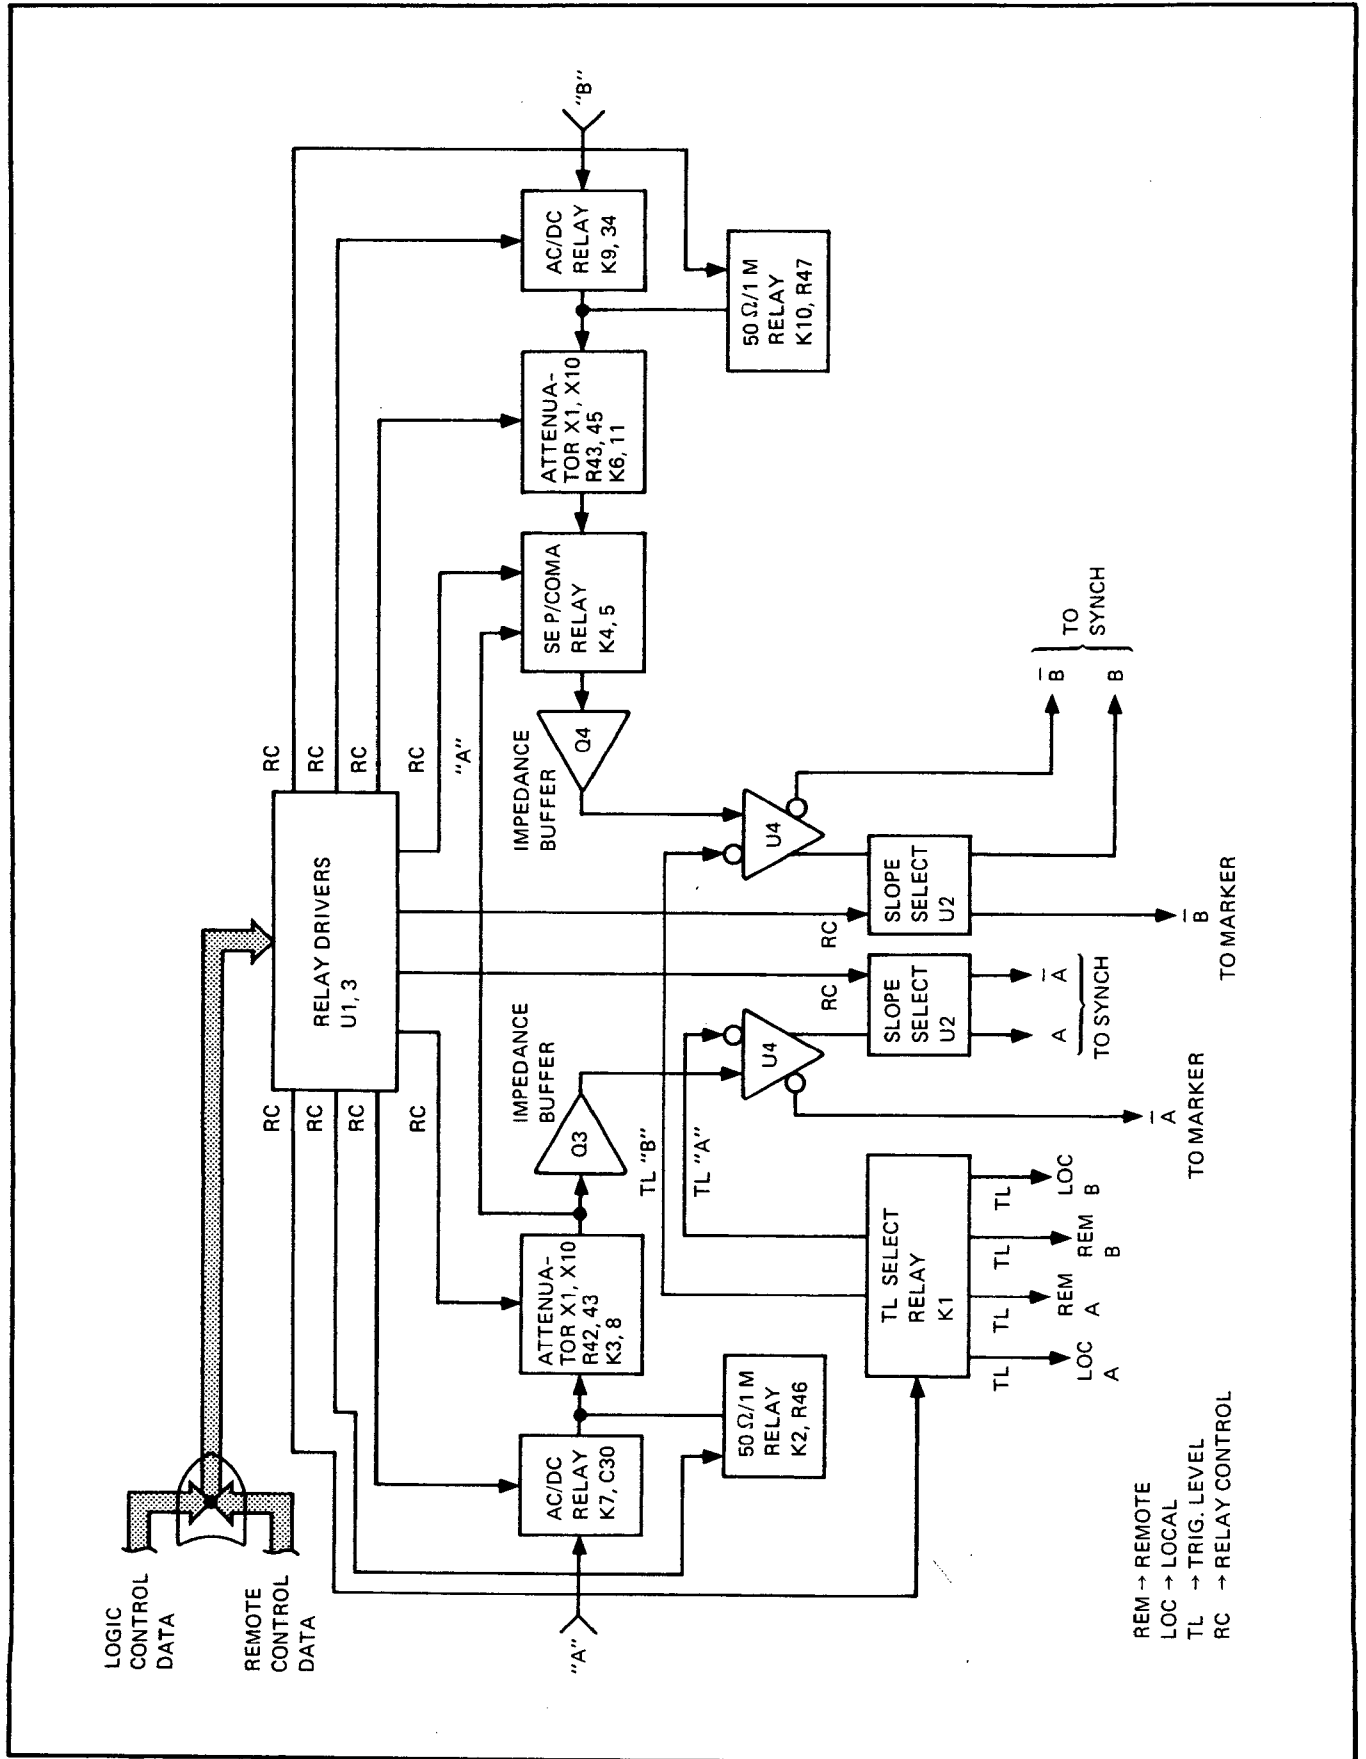 LOGIC
CONTROL
DATA
REMOTE
CONTROL
DATA
RELAY DRIVERS
U1, 3
RC
RC
RC
RC
RC
RC
RC
RC
"A"
"A"
AC/DC
RELAY
K7, C30
50 Ω/1 M
RELAY
K2, R46
ATTENUA-
TOR X1, X10
R42, 43
K3, 8
IMPEDANCE
BUFFER
Q3
TL "B"
TL "A"
IMPEDANCE
BUFFER
Q4
SE P/COMA
RELAY
K4, 5
ATTENUA-
TOR X1, X10
R43, 45
K6, 11
AC/DC
RELAY
K9, 34
"B"
50 Ω/1 M
RELAY
K10, R47
U4
U4
RC
RC
SLOPE
SELECT
U2
SLOPE
SELECT
U2
TL SELECT
RELAY
K1
TL
TL
TL
TL
LOC
A
REM
A
REM
B
LOC
B
A̅
TO MARKER
A
A̅
TO SYNCH
B̅
TO MARKER
B̅
B
TO
SYNCH
REM → REMOTE
LOC → LOCAL
TL → TRIG. LEVEL
RC → RELAY CONTROL